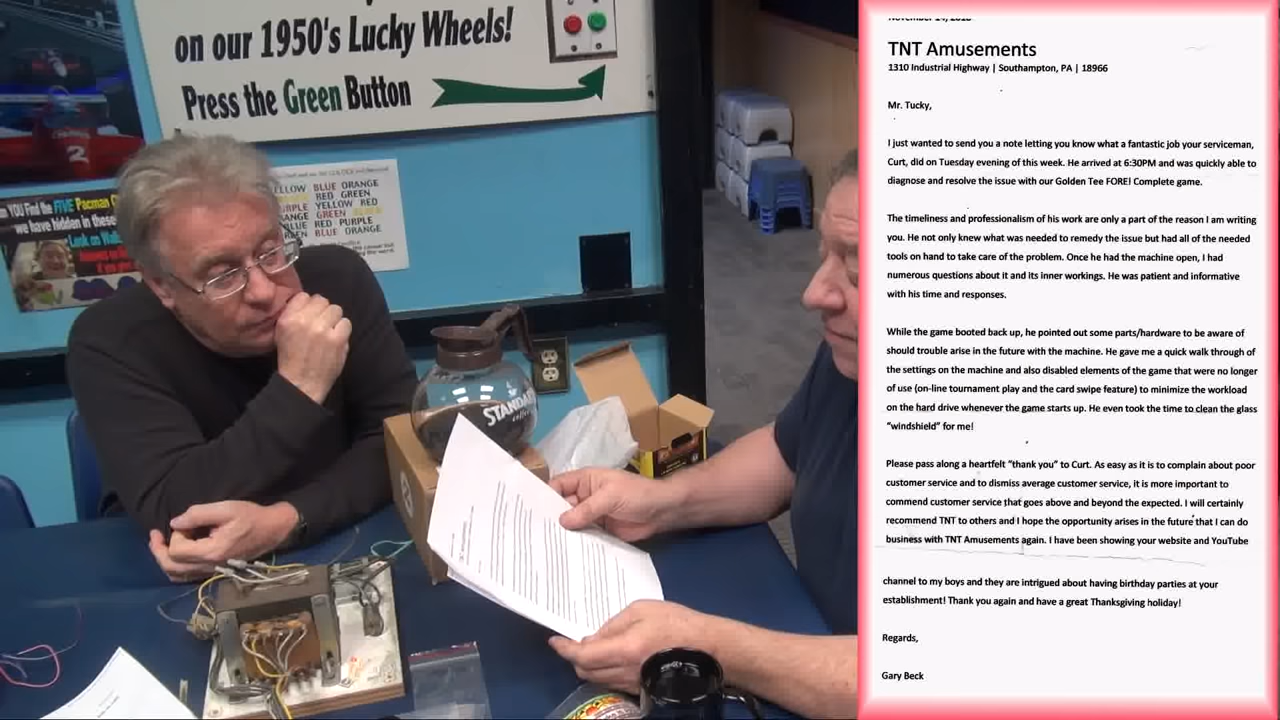 on our 1950's Lucky Wheels!
Press the Green Button
2
YELLOW BLUE ORANGE
RED GREEN
PURPLE YELLOW RED
ORANGE GREEN BLACK
BLUE RED PURPLE
BLUE ORANGE
YOU Find the FIVE Pacman
we have hidden in these
Look on
STANDARD
coffee
TNT Amusements
1310 Industrial Highway | Southampton, PA | 18966
Mr. Tucky,
I just wanted to send you a note letting you know what a fantastic job your serviceman,
Curt, did on Tuesday evening of this week. He arrived at 6:30PM and was quickly able to
diagnose and resolve the issue with our Golden Tee FORE! Complete game.
The timeliness and professionalism of his work are only a part of the reason I am writing
you. He not only knew what was needed to remedy the issue but had all of the needed
tools on hand to take care of the problem. Once he had the machine open, I had
numerous questions about it and its inner workings. He was patient and informative
with his time and responses.
While the game booted back up, he pointed out some parts/hardware to be aware of
should trouble arise in the future with the machine. He gave me a quick walk through of
the settings on the machine and also disabled elements of the game that were no longer
of use (on-line tournament play and the card swipe feature) to minimize the workload
on the hard drive whenever the game starts up. He even took the time to clean the glass
"windshield" for me!
Please pass along a heartfelt "thank you" to Curt. As easy as it is to complain about poor
customer service and to dismiss average customer service, it is more important to
commend customer service that goes above and beyond the expected. I will certainly
recommend TNT to others and I hope the opportunity arises in the future that I can do
business with TNT Amusements again. I have been showing your website and YouTube
channel to my boys and they are intrigued about having birthday parties at your
establishment! Thank you again and have a great Thanksgiving holiday!
Regards,
Gary Beck